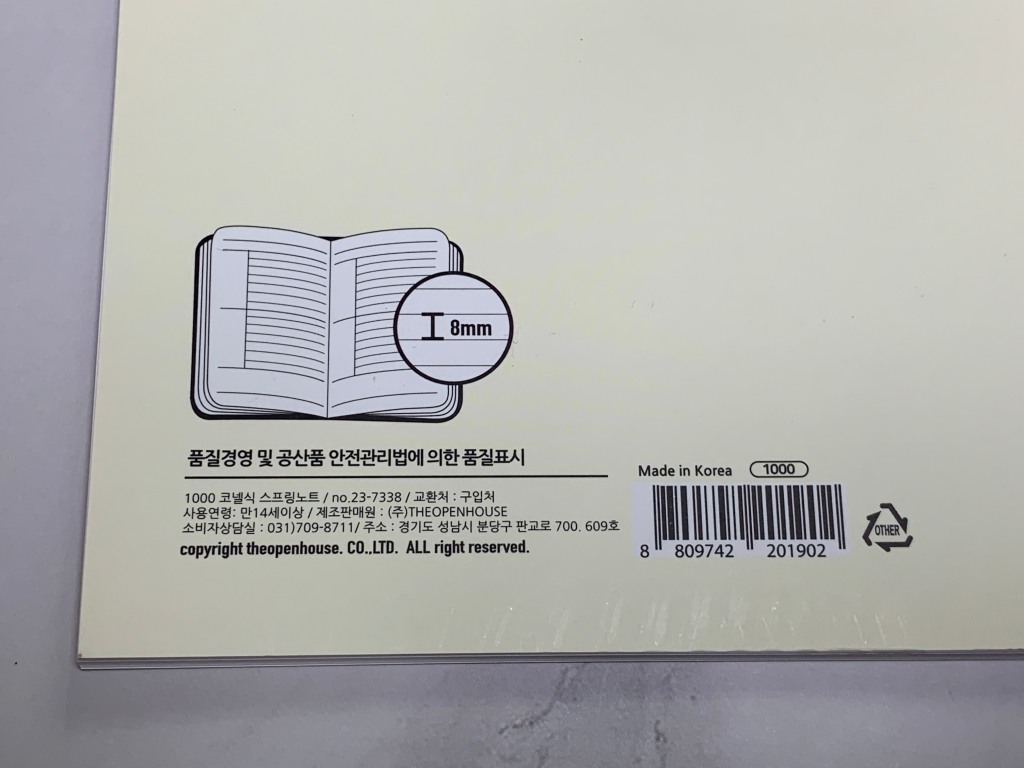 8mm
품질경영 및 공산품 안전관리법에 의한 품질표시
1000 코넬식 스프링노트 / no.23-7338 / 교환처 : 구입처
사용연령: 만14세이상 / 제조판매원 : (주)THEOPENHOUSE
소비자상담실 : 031)709-8711/ 주소 : 경기도 성남시 분당구 판교로 700. 609호
copyright theopenhouse. CO.,LTD. ALL right reserved.
Made in Korea 1000
8 809742 201902
OTHER